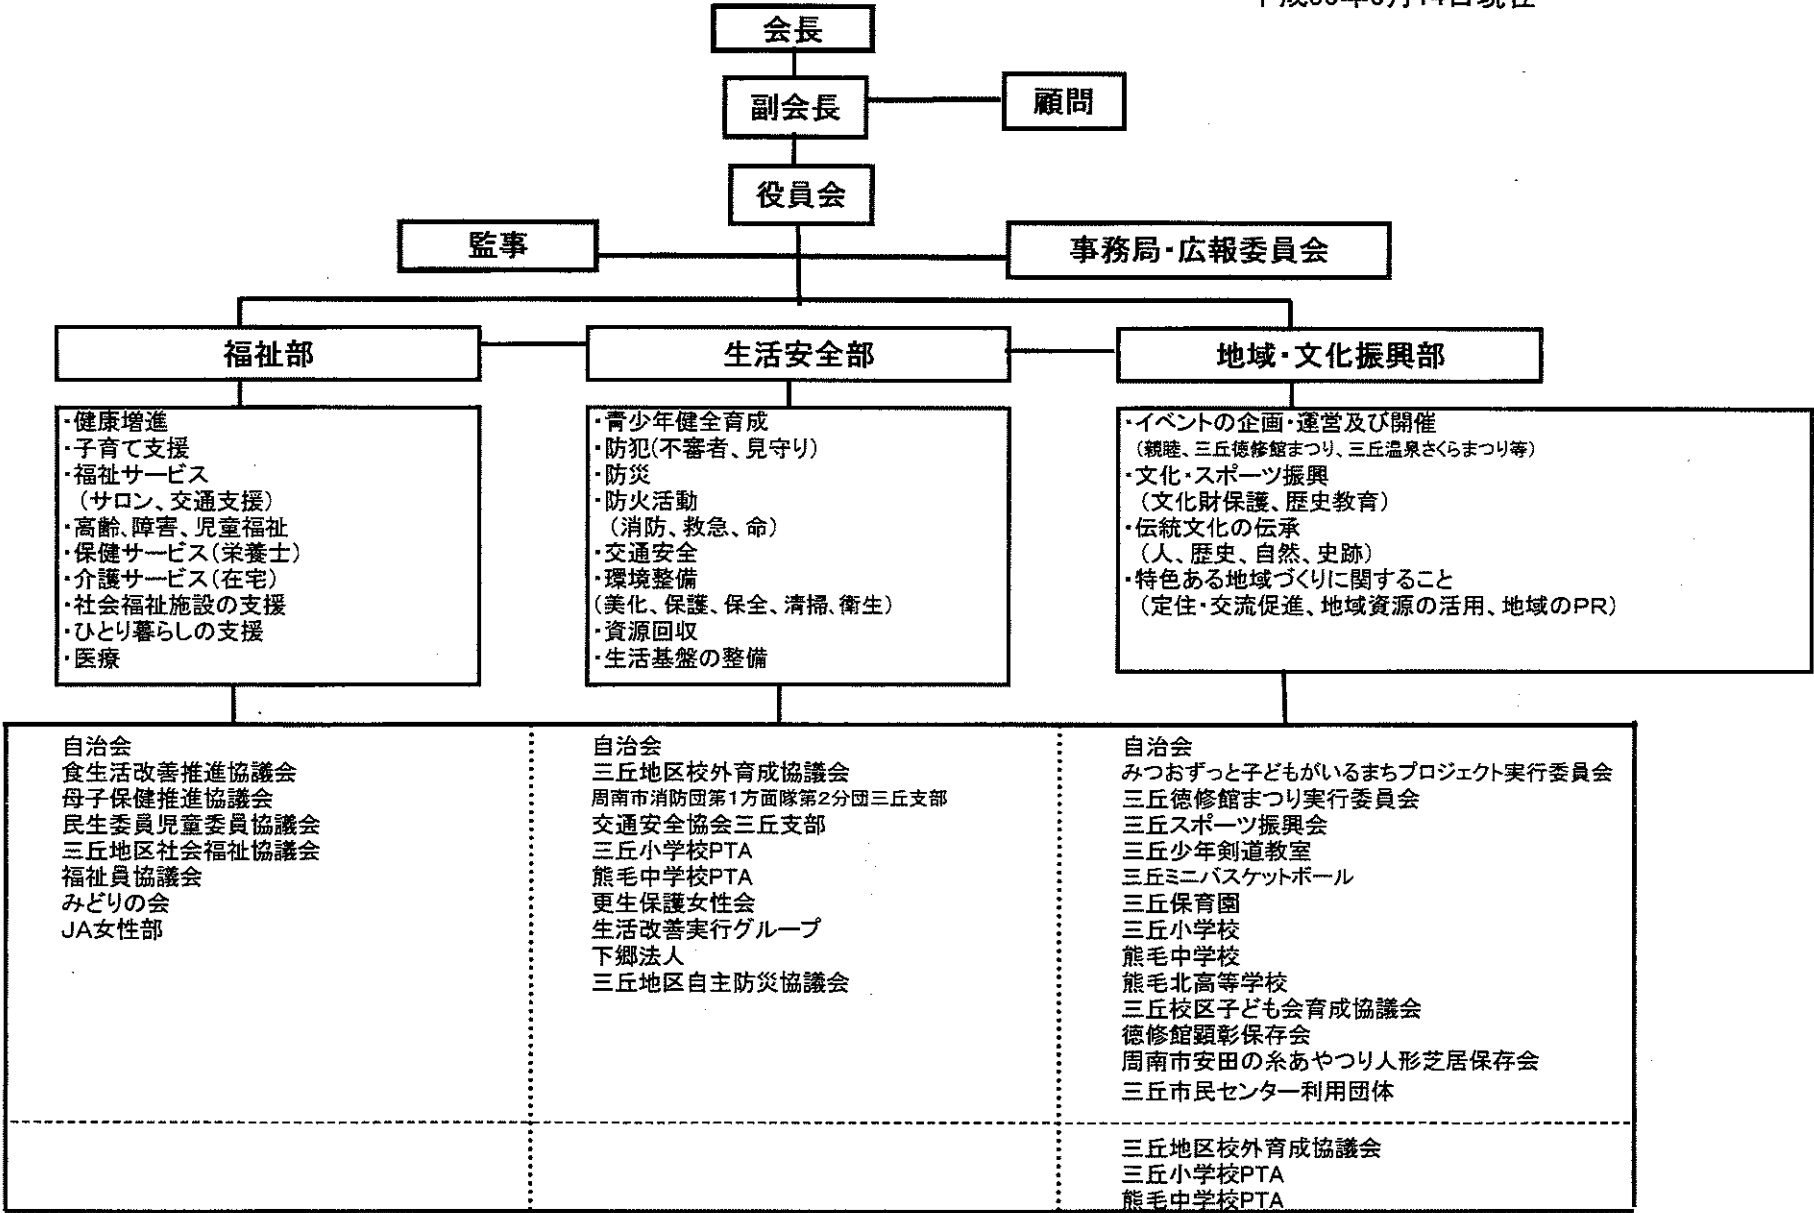 会長
副会長
顧問
役員会
監事
事務局・広報委員会
福祉部
生活安全部
地域・文化振興部
・健康増進
・子育て支援
・福祉サービス
（サロン、交通支援）
・高齢、障害、児童福祉
・保健サービス(栄養士)
・介護サービス(在宅)
・社会福祉施設の支援
・ひとり暮らしの支援
・医療
・青少年健全育成
・防犯(不審者、見守り)
・防災
・防火活動
（消防、救急、命）
・交通安全
・環境整備
(美化、保護、保全、清掃、衛生)
・資源回収
・生活基盤の整備
・イベントの企画・運営及び開催
（親睦、三丘徳修館まつり、三丘温泉さくらまつり等）
・文化・スポーツ振興
（文化財保護、歴史教育）
・伝統文化の伝承
（人、歴史、自然、史跡）
・特色ある地域づくりに関すること
（定住・交流促進、地域資源の活用、地域のPR）
自治会
食生活改善推進協議会
母子保健推進協議会
民生委員児童委員協議会
三丘地区社会福祉協議会
福祉員協議会
みどりの会
JA女性部
自治会
三丘地区校外育成協議会
周南市消防団第1方面隊第2分団三丘支部
交通安全協会三丘支部
三丘小学校PTA
熊毛中学校PTA
更生保護女性会
生活改善実行グループ
下郷法人
三丘地区自主防災協議会
自治会
みつおずっと子どもがいるまちプロジェクト実行委員会
三丘徳修館まつり実行委員会
三丘スポーツ振興会
三丘少年剣道教室
三丘ミニバスケットボール
三丘保育園
三丘小学校
熊毛中学校
熊毛北高等学校
三丘校区子ども会育成協議会
徳修館顕彰保存会
周南市安田の糸あやつり人形芝居保存会
三丘市民センター利用団体
三丘地区校外育成協議会
三丘小学校PTA
熊毛中学校PTA